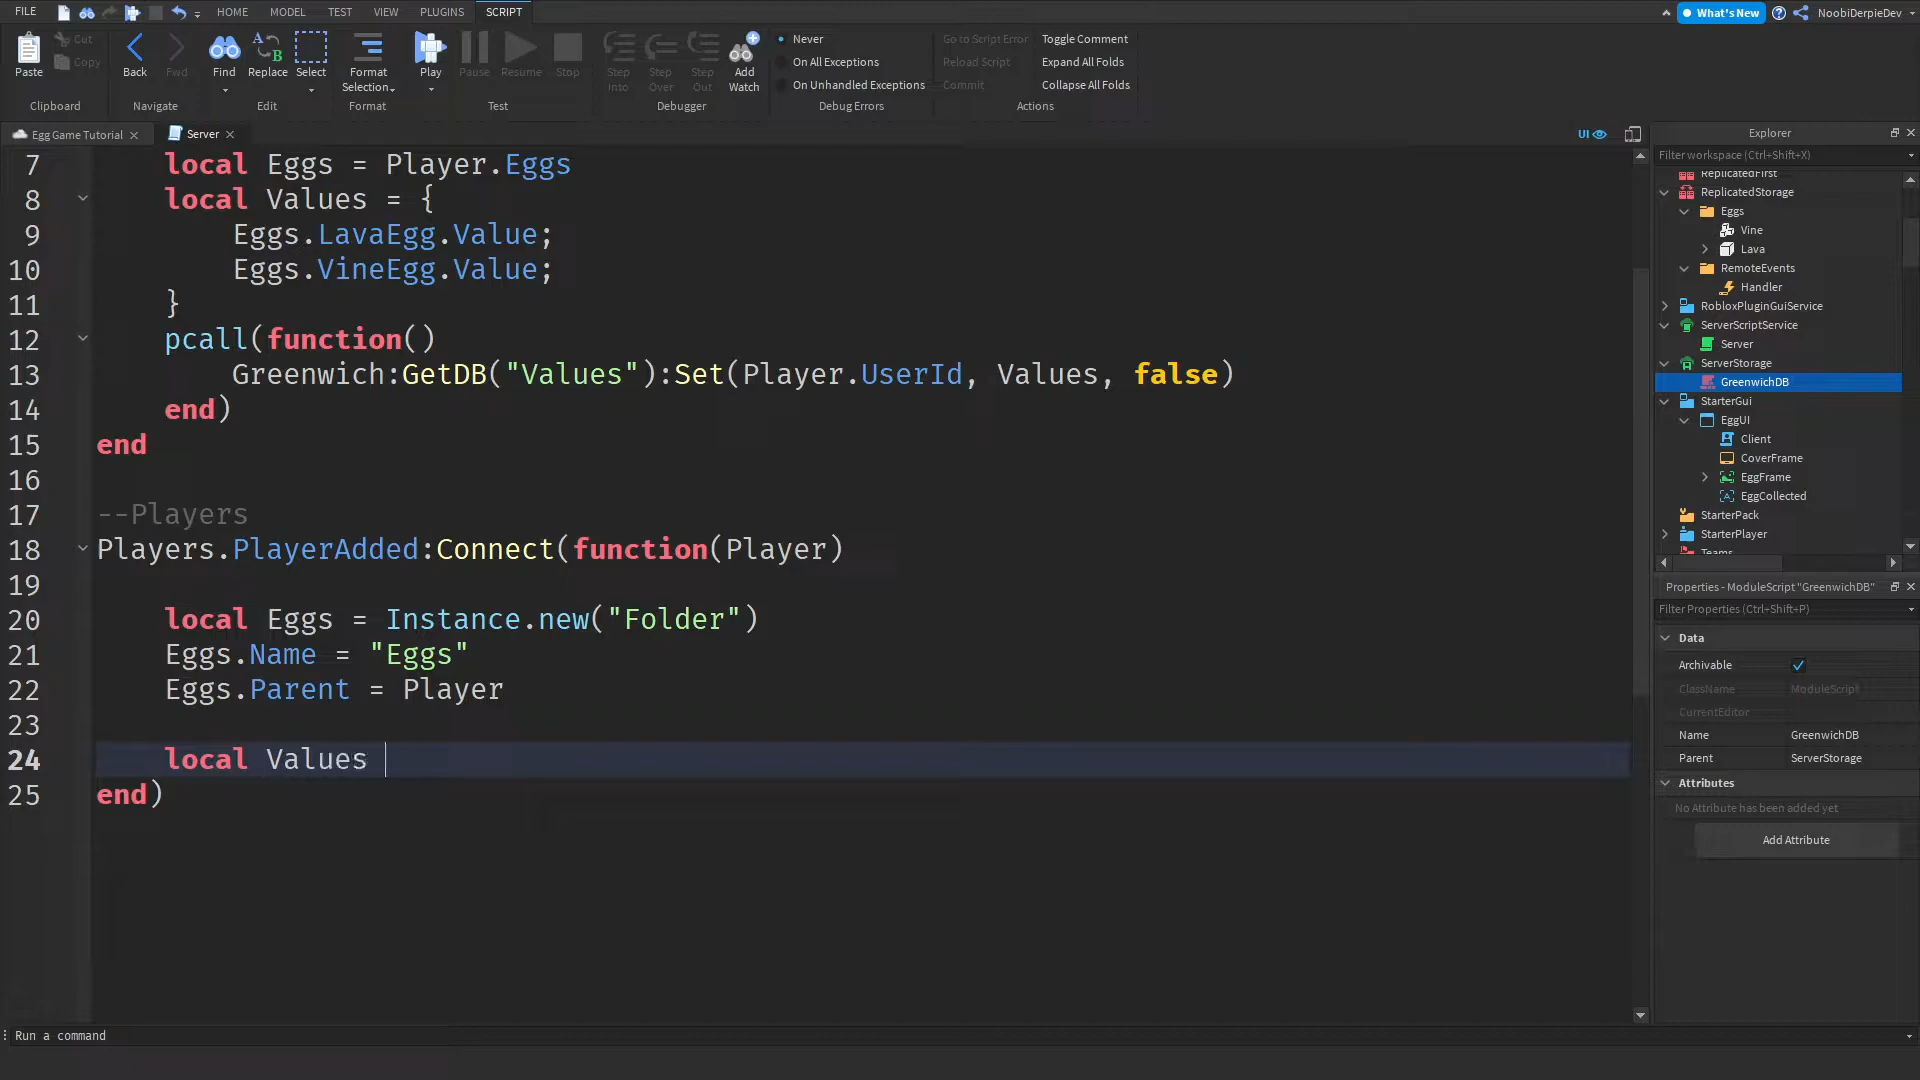 FILE HOME MODEL TEST VIEW PLUGINS SCRIPT What's New NoobiDerpieDev
Paste Cut Copy
Clipboard
Back Fwd
Navigate
Find Replace Select
Edit
Format Selection
Format
Play Pause Resume Stop
Test
Step Into Step Over Step Out Add Watch
Debugger
Never
On All Exceptions
On Unhandled Exceptions
Debug Errors
Go to Script Error
Reload Script
Commit
Toggle Comment
Expand All Folds
Collapse All Folds
Actions
Egg Game Tutorial Server UI
7 local Eggs = Player.Eggs
8 local Values = {
9 Eggs.LavaEgg.Value;
10 Eggs.VineEgg.Value;
11 }
12 pcall(function()
13 Greenwich:GetDB("Values"):Set(Player.UserId, Values, false)
14 end)
15 end
16
17 --Players
18 Players.PlayerAdded:Connect(function(Player)
19
20 local Eggs = Instance.new("Folder")
21 Eggs.Name = "Eggs"
22 Eggs.Parent = Player
23
24 local Values
25 end)
Explorer
Filter workspace (Ctrl+Shift+X)
ReplicatedFirst
ReplicatedStorage
Eggs
Vine
Lava
RemoteEvents
Handler
RobloxPluginGuiService
ServerScriptService
Server
ServerStorage
GreenwichDB
StarterGui
EggUI
Client
CoverFrame
EggFrame
EggCollected
StarterPack
StarterPlayer
Teams
Properties - ModuleScript "GreenwichDB"
Filter Properties (Ctrl+Shift+P)
Data
Archivable
ClassName ModuleScript
CurrentEditor
Name GreenwichDB
Parent ServerStorage
Attributes
No Attribute has been added yet
Add Attribute
Run a command